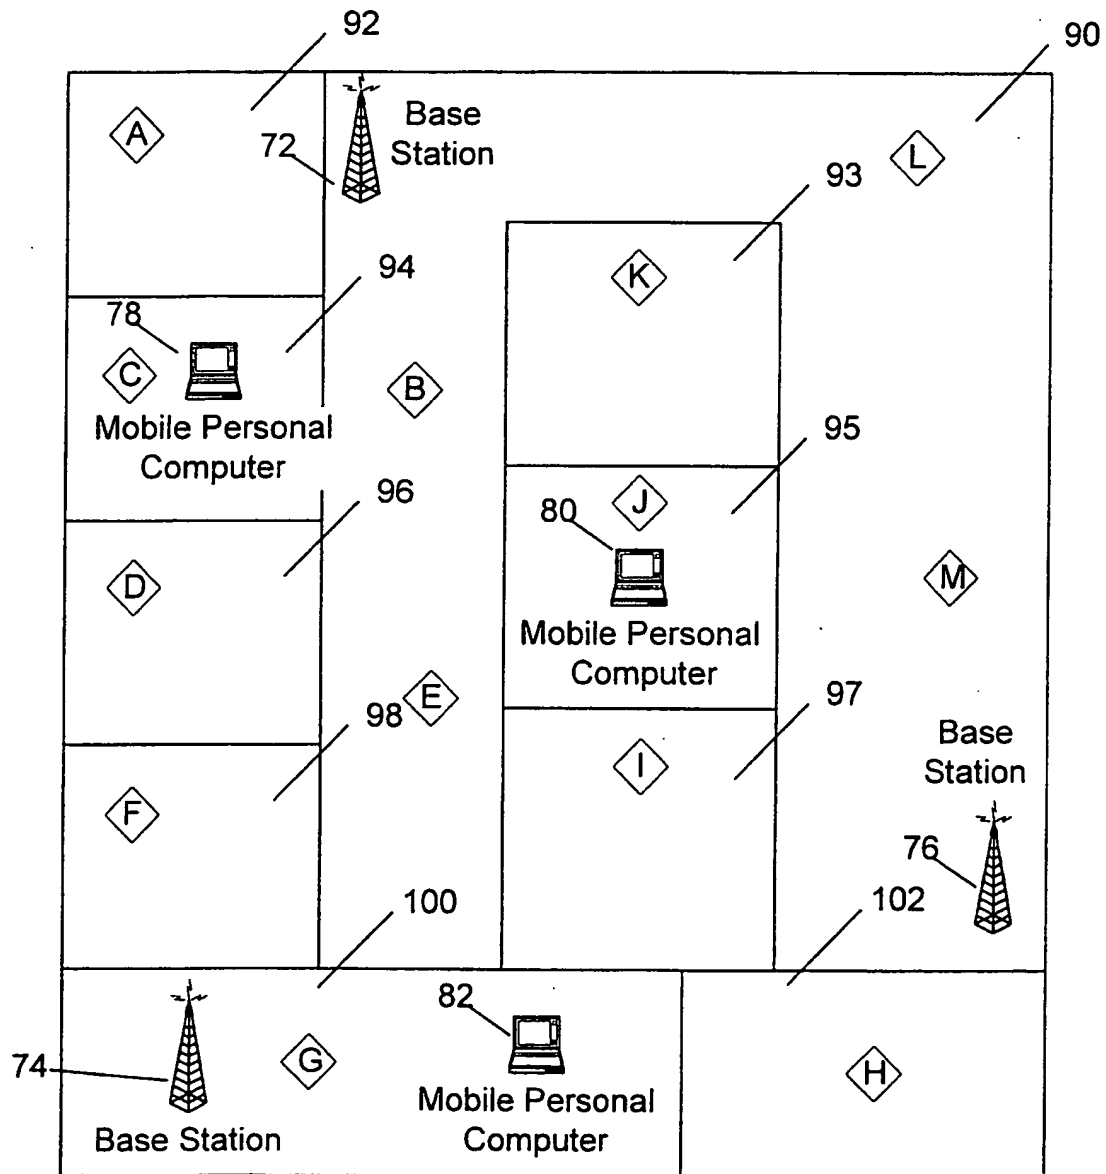 92
90
A
Base
Station
72
L
93
K
94
78
C
B
Mobile Personal
Computer
95
96
J
80
D
M
Mobile Personal
Computer
E
98
97
I
Base
Station
F
76
100
102
82
74
G
H
Mobile Personal
Computer
Base Station